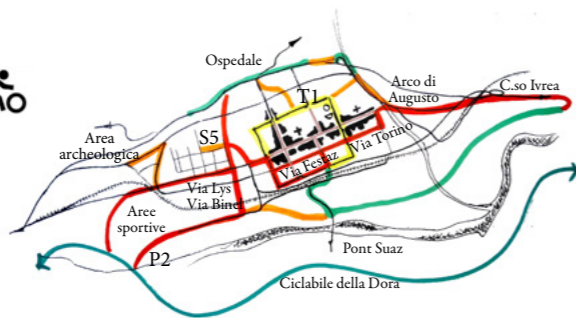 Ospedale
T1
Arco di
Augusto
C.so Ivrea
Area
archeologica
S5
Via Festaz
Via Torino
Via Lys
Via Binel
Aree
sportive
P2
Pont Suaz
Ciclabile della Dora